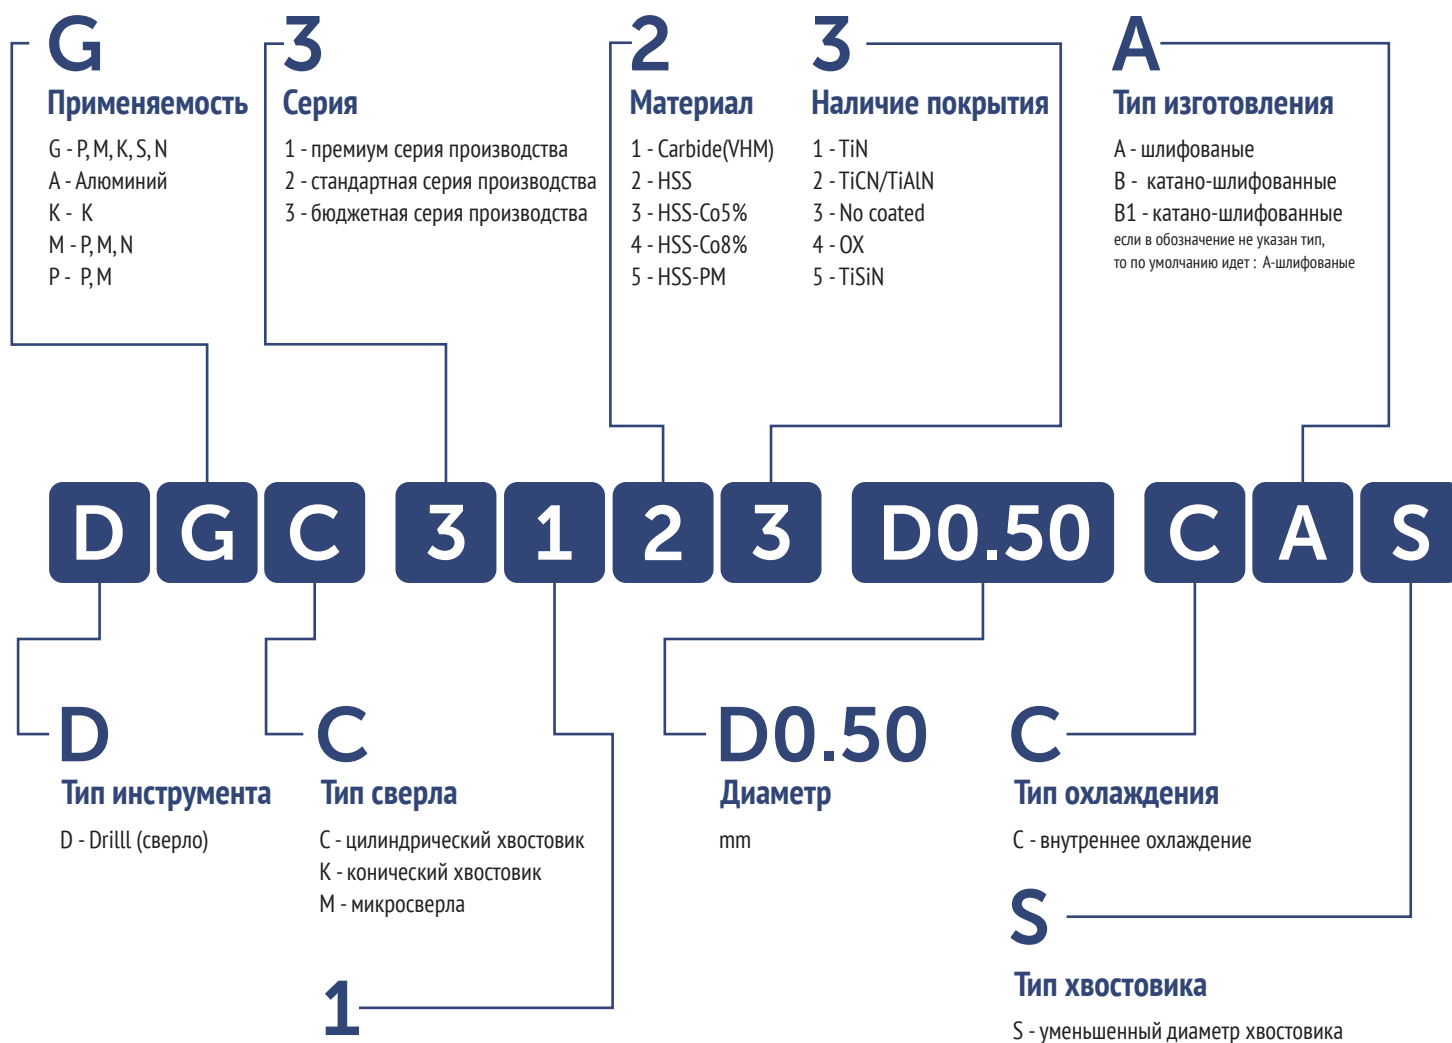 G
Применяемость
G - P, M, K, S, N
A - Алюминий
K - K
M - P, M, N
P - P, M
3
Серия
1 - премиум серия производства
2 - стандартная серия производства
3 - бюджетная серия производства
2
Материал
1 - Carbide(VHM)
2 - HSS
3 - HSS-Co5%
4 - HSS-Co8%
5 - HSS-PM
3
Наличие покрытия
1 - TiN
2 - TiCN/TiAlN
3 - No coated
4 - OX
5 - TiSiN
A
Тип изготовления
A - шлифованые
B - катано-шлифованные
B1 - катано-шлифованные
если в обозначение не указан тип,
то по умолчанию идет : А-шлифованые
D G C 3 1 2 3 D0.50 C A S
D
Тип инструмента
D - Drilll (сверло)
C
Тип сверла
C - цилиндрический хвостовик
K - конический хвостовик
M - микросверла
1
D0.50
Диаметр
mm
C
Тип охлаждения
C - внутреннее охлаждение
S
Тип хвостовика
S - уменьшенный диаметр хвостовика